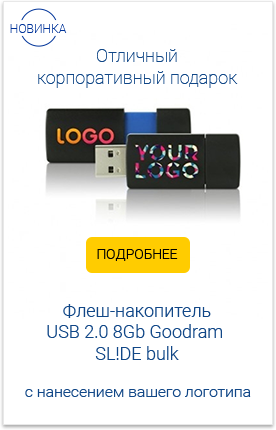 НОВИНКА
Отличный
корпоративный подарок
LOGO
YOUR
LOGO
ПОДРОБНЕЕ
Флеш-накопитель
USB 2.0 8Gb Goodram
SL!DE bulk
с нанесением вашего логотипа